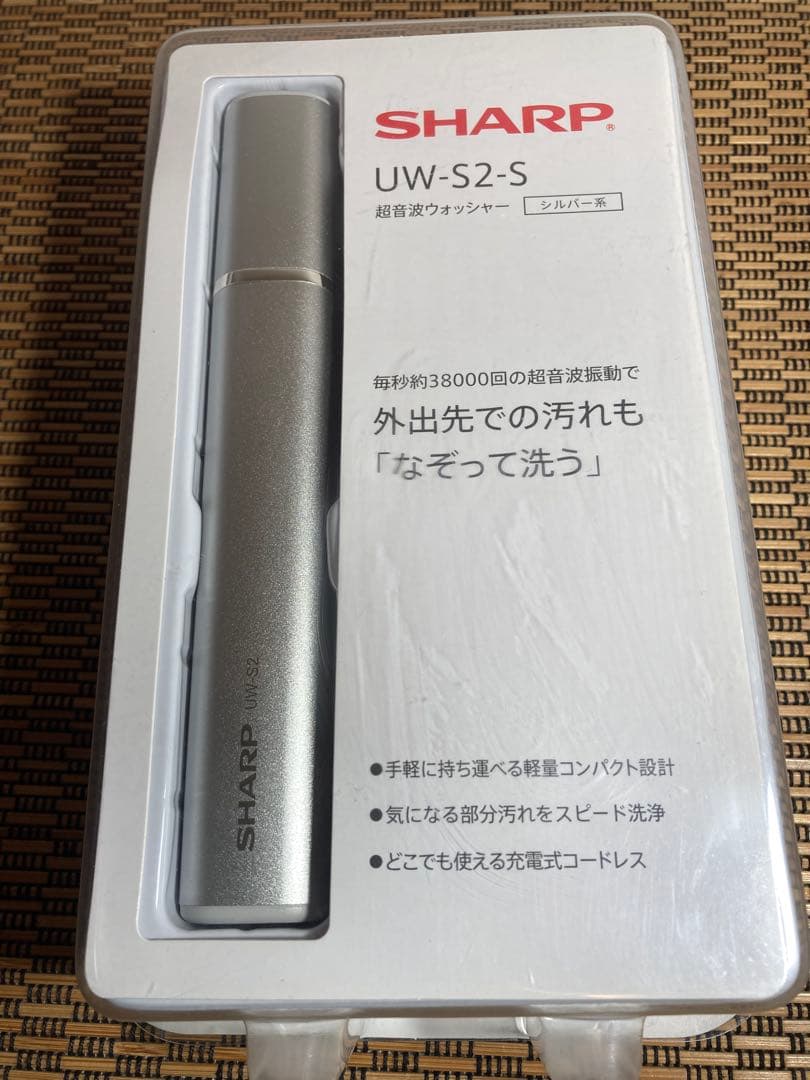 SHARP®
UW-S2-S
超音波ウォッシャー シルバー系
毎秒約38000回の超音波振動で
外出先での汚れも
「なぞって洗う」
●手軽に持ち運べる軽量コンパクト設計
●気になる部分汚れをスピード洗浄
●どこでも使える充電式コードレス
SHARP UW-S2